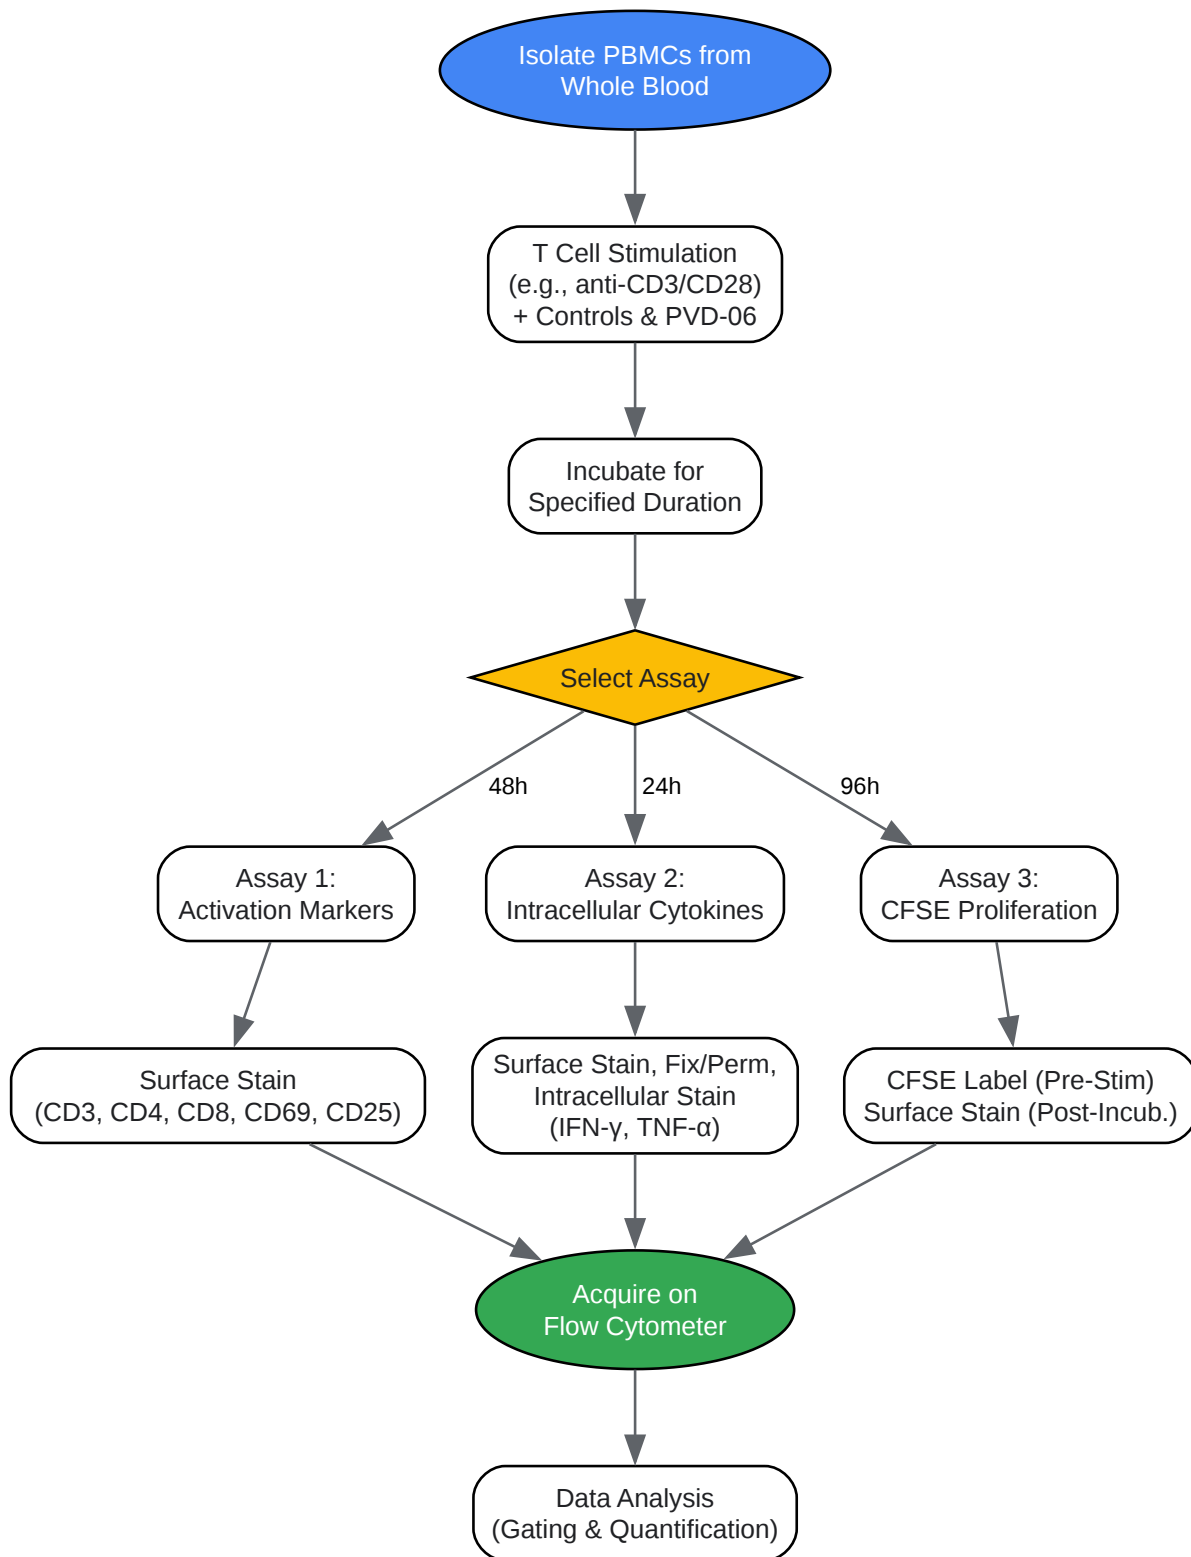 Isolate PBMCs from
Whole Blood
T Cell Stimulation
(e.g., anti-CD3/CD28)
+ Controls & PVD-06
Incubate for
Specified Duration
Select Assay
48h
24h
96h
Assay 1:
Activation Markers
Assay 2:
Intracellular Cytokines
Assay 3:
CFSE Proliferation
Surface Stain
(CD3, CD4, CD8, CD69, CD25)
Surface Stain, Fix/Perm,
Intracellular Stain
(IFN-γ, TNF-α)
CFSE Label (Pre-Stim)
Surface Stain (Post-Incub.)
Acquire on
Flow Cytometer
Data Analysis
(Gating & Quantification)